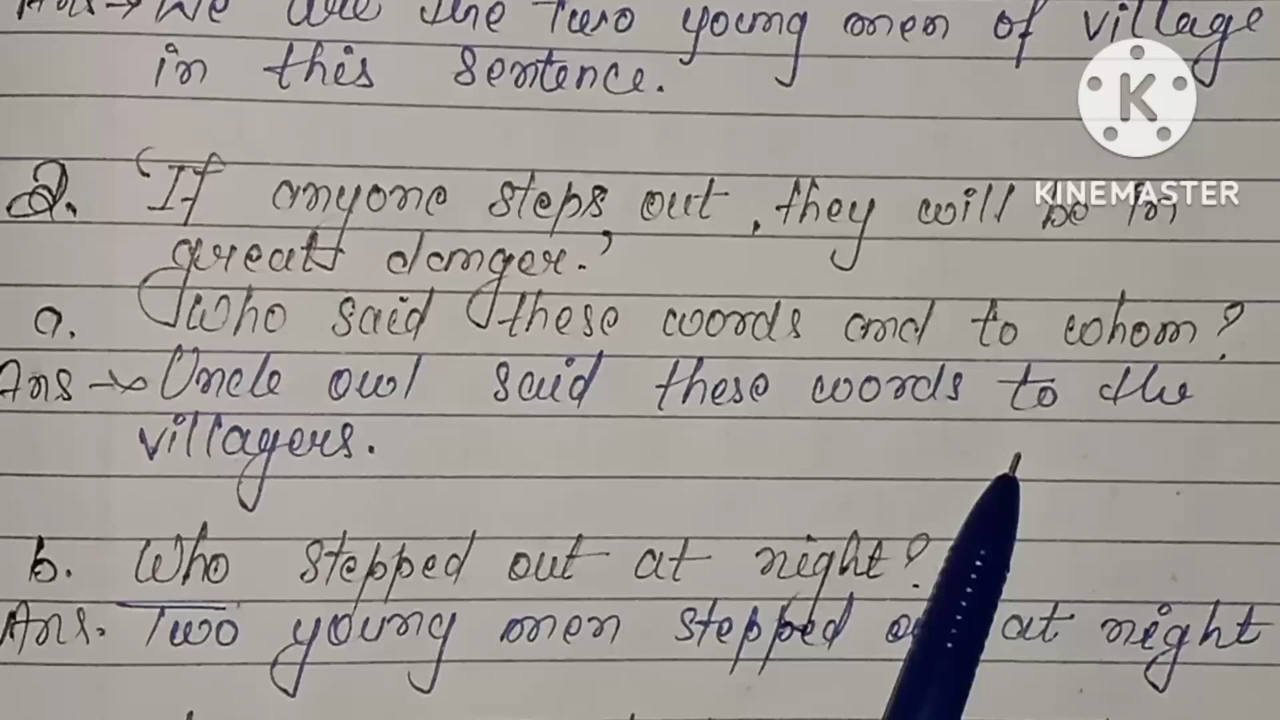 Ans → We are the two young men of village
in this sentence.
K
KINEMASTER
2. 'If anyone steps out, they will be in
great danger.'
a. Who said these words and to whom?
Ans → Uncle owl said these words to the
villagers.
b. Who stepped out at night?
Ans. Two young men stepped at night